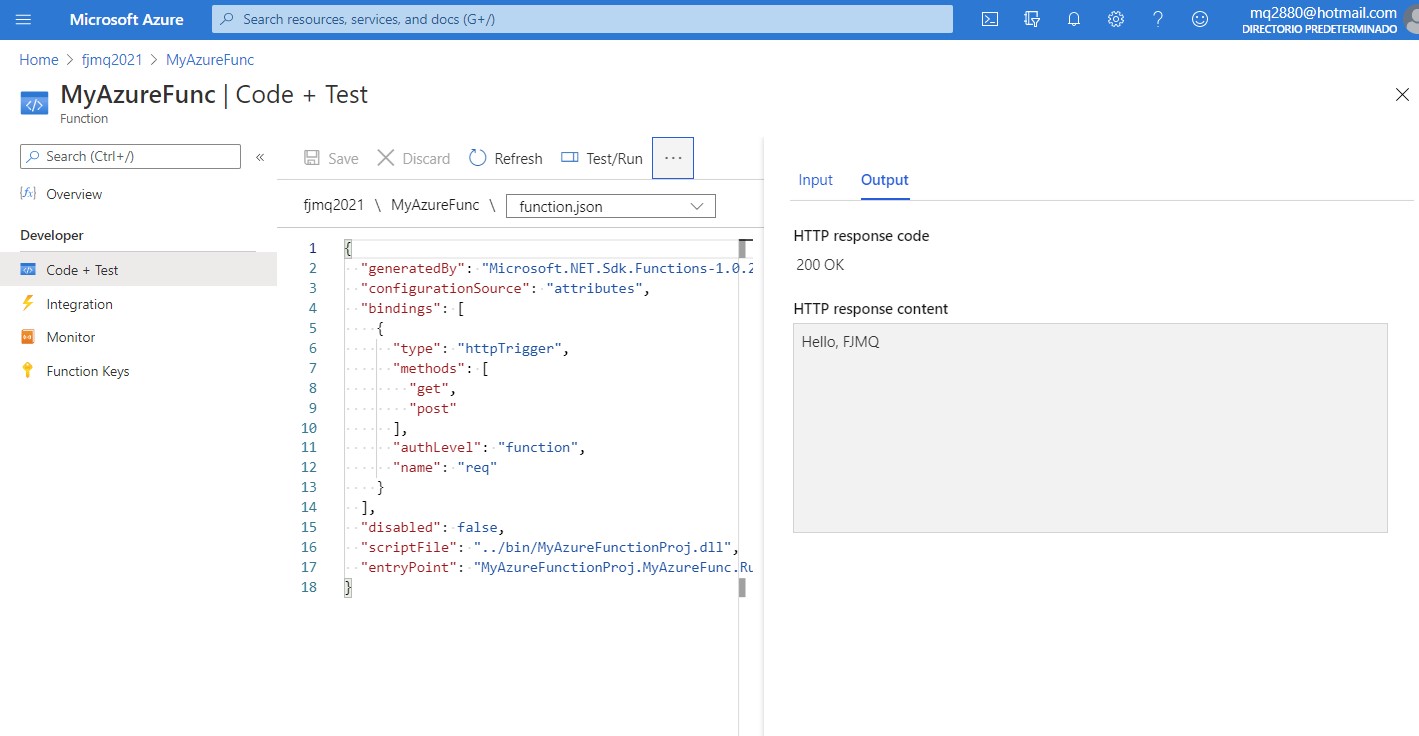 Microsoft Azure
Search resources, services, and docs (G+/)
mq2880@hotmail.com
DIRECTORIO PREDETERMINADO
Home > fjmq2021 > MyAzureFunc
MyAzureFunc | Code + Test
Function
Search (Ctrl+/)
«
Overview
Developer
Code + Test
Integration
Monitor
Function Keys
Save
Discard
Refresh
Test/Run
...
fjmq2021 \ MyAzureFunc \ function.json
1 {
2 "generatedBy": "Microsoft.NET.Sdk.Functions-1.0.2
3 "configurationSource": "attributes",
4 "bindings": [
5 {
6 "type": "httpTrigger",
7 "methods": [
8 "get",
9 "post"
10 ],
11 "authLevel": "function",
12 "name": "req"
13 }
14 ],
15 "disabled": false,
16 "scriptFile": "../bin/MyAzureFunctionProj.dll",
17 "entryPoint": "MyAzureFunctionProj.MyAzureFunc.Ru
18 }
Input
Output
HTTP response code
200 OK
HTTP response content
Hello, FJMQ